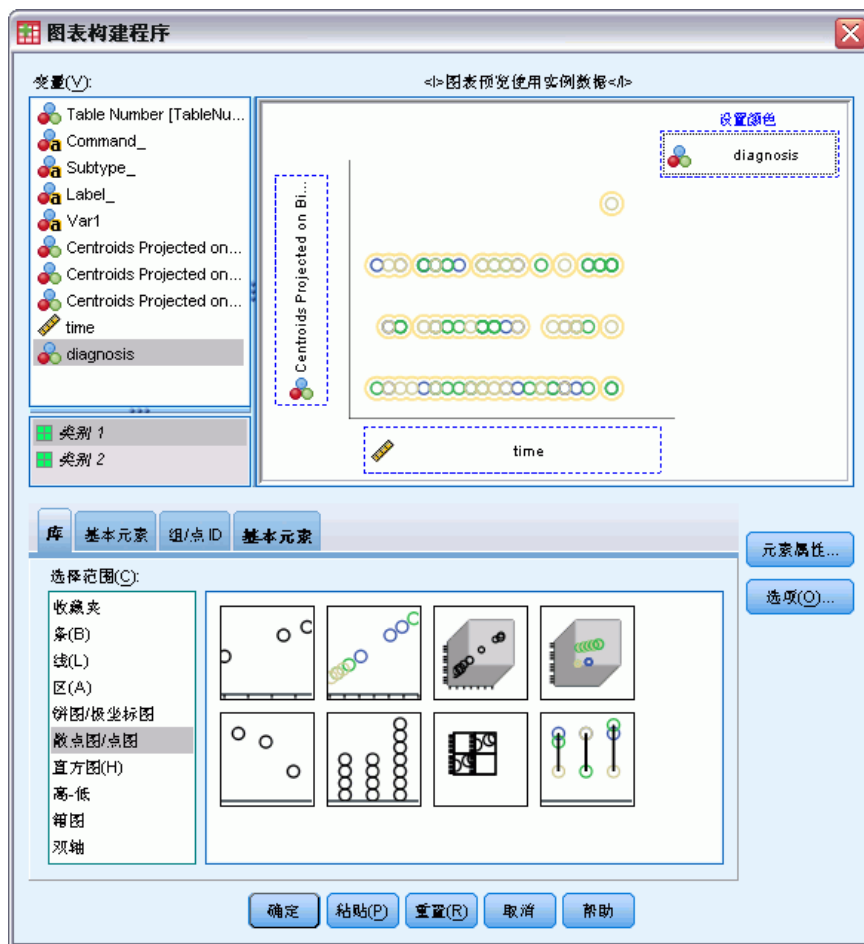 图表构建程序
变量(V):
<I>图表预览使用实例数据</I>
Table Number [TableNu...
Command_
Subtype_
Label_
Var1
Centroids Projected on...
Centroids Projected on...
Centroids Projected on...
time
diagnosis
类别 1
类别 2
设置颜色
diagnosis
Centroids Projected on Bi...
time
库
基本元素
组/点 ID
基本元素
选择范围(C):
收藏夹
条(B)
线(L)
区(A)
饼图/极坐标图
散点图/点图
直方图(H)
高-低
箱图
双轴
元素属性...
选项(O)...
确定
粘贴(P)
重置(R)
取消
帮助